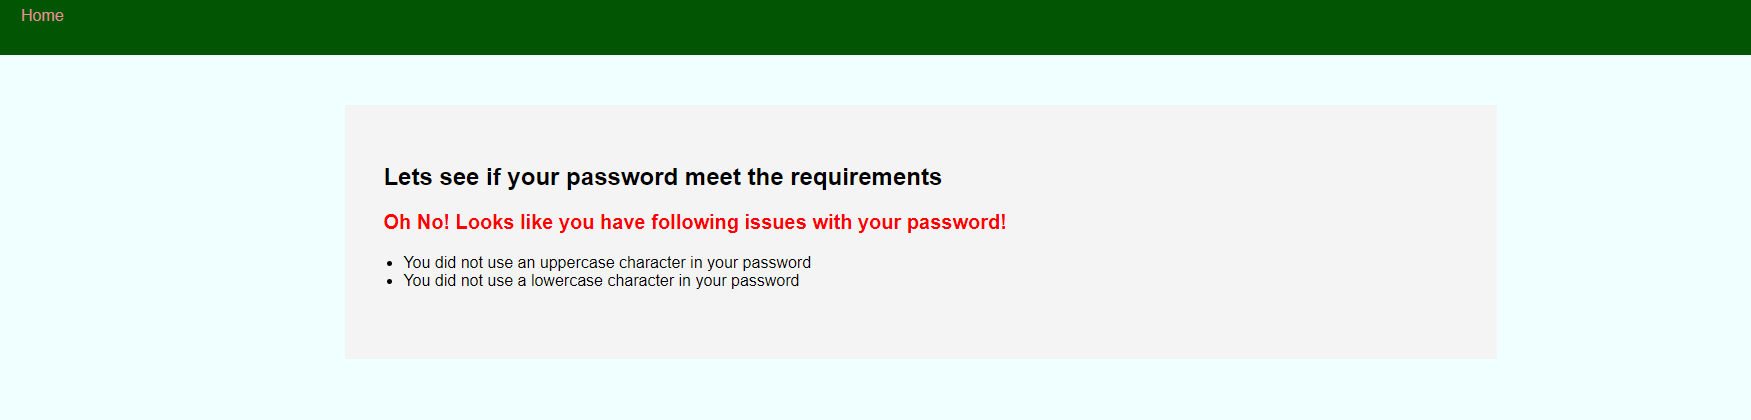 Home
Lets see if your password meet the requirements
Oh No! Looks like you have following issues with your password!
• You did not use an uppercase character in your password
• You did not use a lowercase character in your password